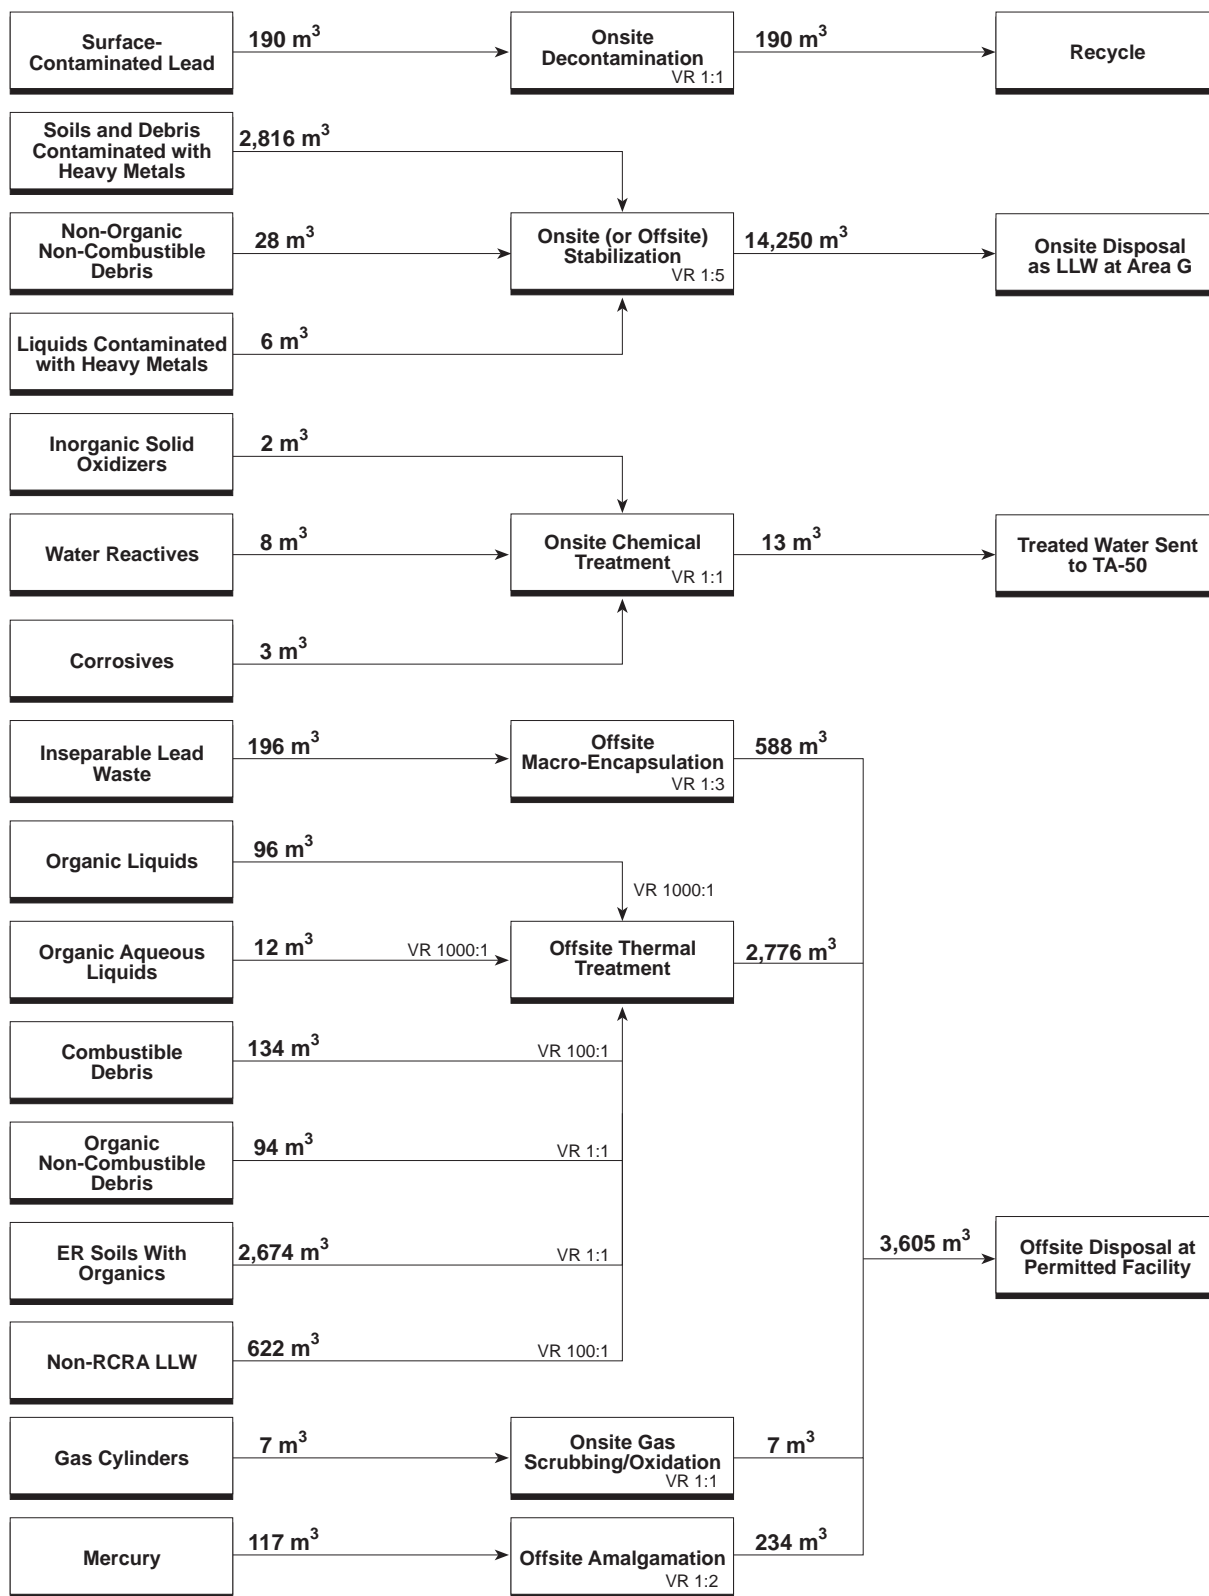 Surface-
Contaminated Lead
190 m³
Onsite
Decontamination
VR 1:1
190 m³
Recycle
Soils and Debris
Contaminated with
Heavy Metals
2,816 m³
Non-Organic
Non-Combustible
Debris
28 m³
Onsite (or Offsite)
Stabilization
VR 1:5
14,250 m³
Onsite Disposal
as LLW at Area G
Liquids Contaminated
with Heavy Metals
6 m³
Inorganic Solid
Oxidizers
2 m³
Water Reactives
8 m³
Onsite Chemical
Treatment
VR 1:1
13 m³
Treated Water Sent
to TA-50
Corrosives
3 m³
Inseparable Lead
Waste
196 m³
Offsite
Macro-Encapsulation
VR 1:3
588 m³
Organic Liquids
96 m³
VR 1000:1
Organic Aqueous
Liquids
12 m³
VR 1000:1
Offsite Thermal
Treatment
2,776 m³
Combustible
Debris
134 m³
VR 100:1
Organic
Non-Combustible
Debris
94 m³
VR 1:1
ER Soils With
Organics
2,674 m³
VR 1:1
3,605 m³
Offsite Disposal at
Permitted Facility
Non-RCRA LLW
622 m³
VR 100:1
Gas Cylinders
7 m³
Onsite Gas
Scrubbing/Oxidation
VR 1:1
7 m³
Mercury
117 m³
Offsite Amalgamation
VR 1:2
234 m³